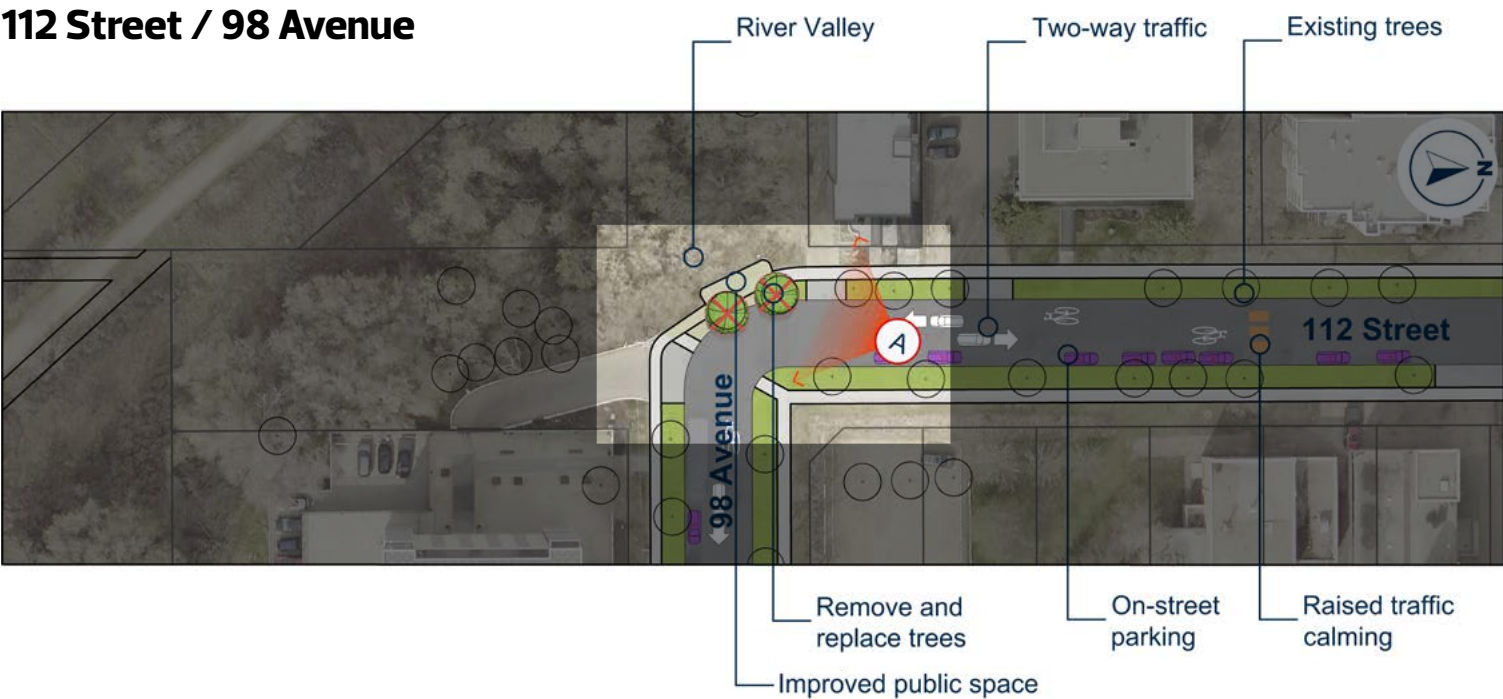 112 Street / 98 Avenue
River Valley
Two-way traffic
Existing trees
N
112 Street
A
98 Avenue
Remove and
replace trees
On-street
parking
Raised traffic
calming
Improved public space